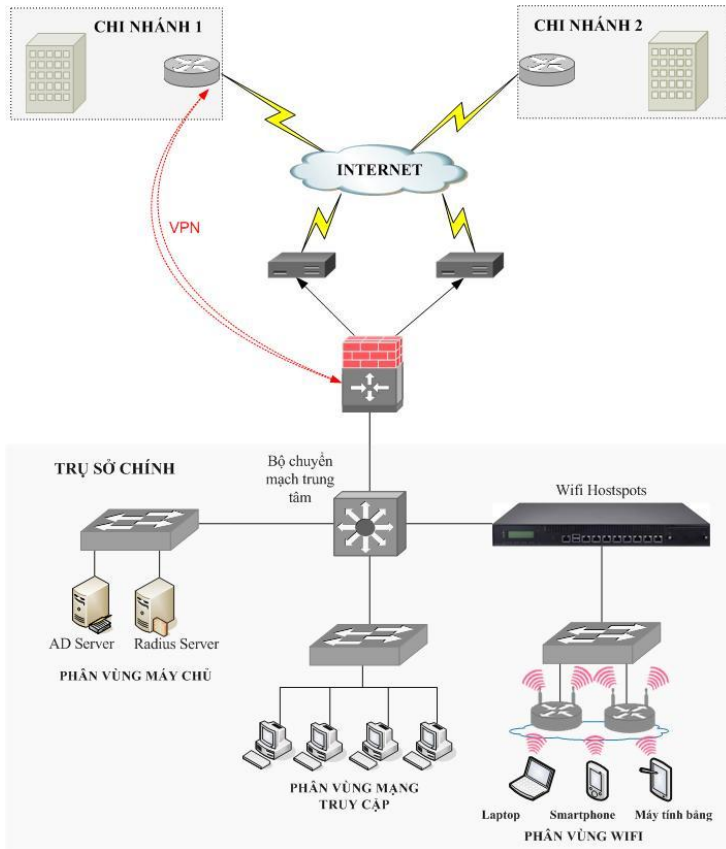 CHI NHÁNH 1
CHI NHÁNH 2
INTERNET
VPN
TRỤ SỞ CHÍNH
Bộ chuyển
mạch trung
tâm
Wifi Hostspots
AD Server
Radius Server
PHÂN VÙNG MÁY CHỦ
PHÂN VÙNG MẠNG
TRUY CẬP
Laptop
Smartphone
Máy tính bảng
PHÂN VÙNG WIFI